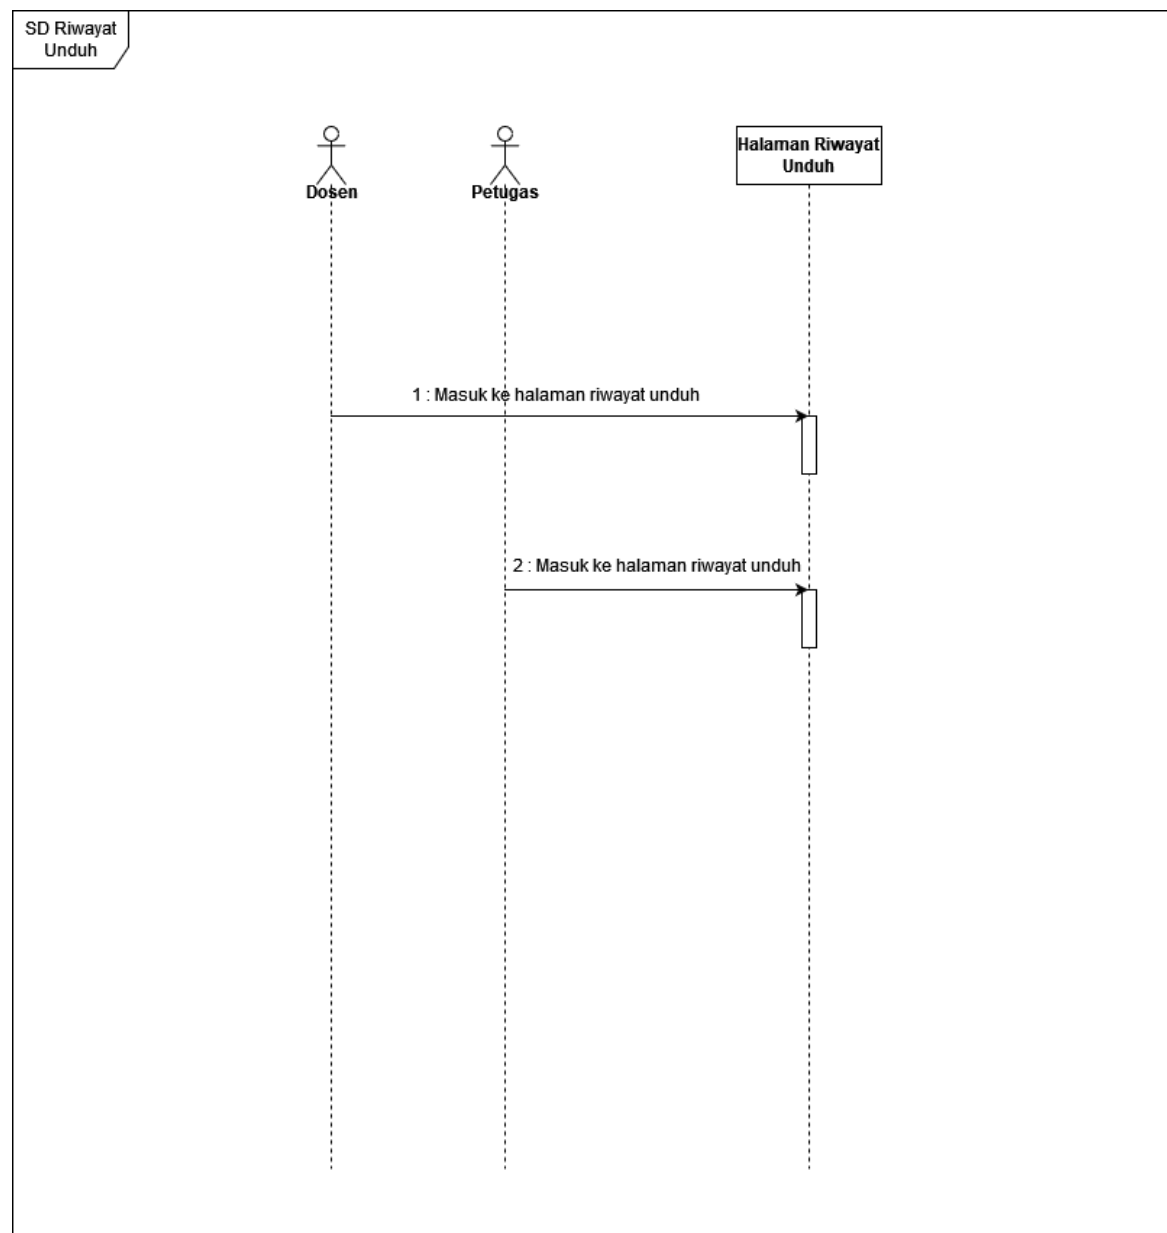 SD Riwayat
Unduh
Dosen
Petugas
Halaman Riwayat
Unduh
1 : Masuk ke halaman riwayat unduh
2 : Masuk ke halaman riwayat unduh